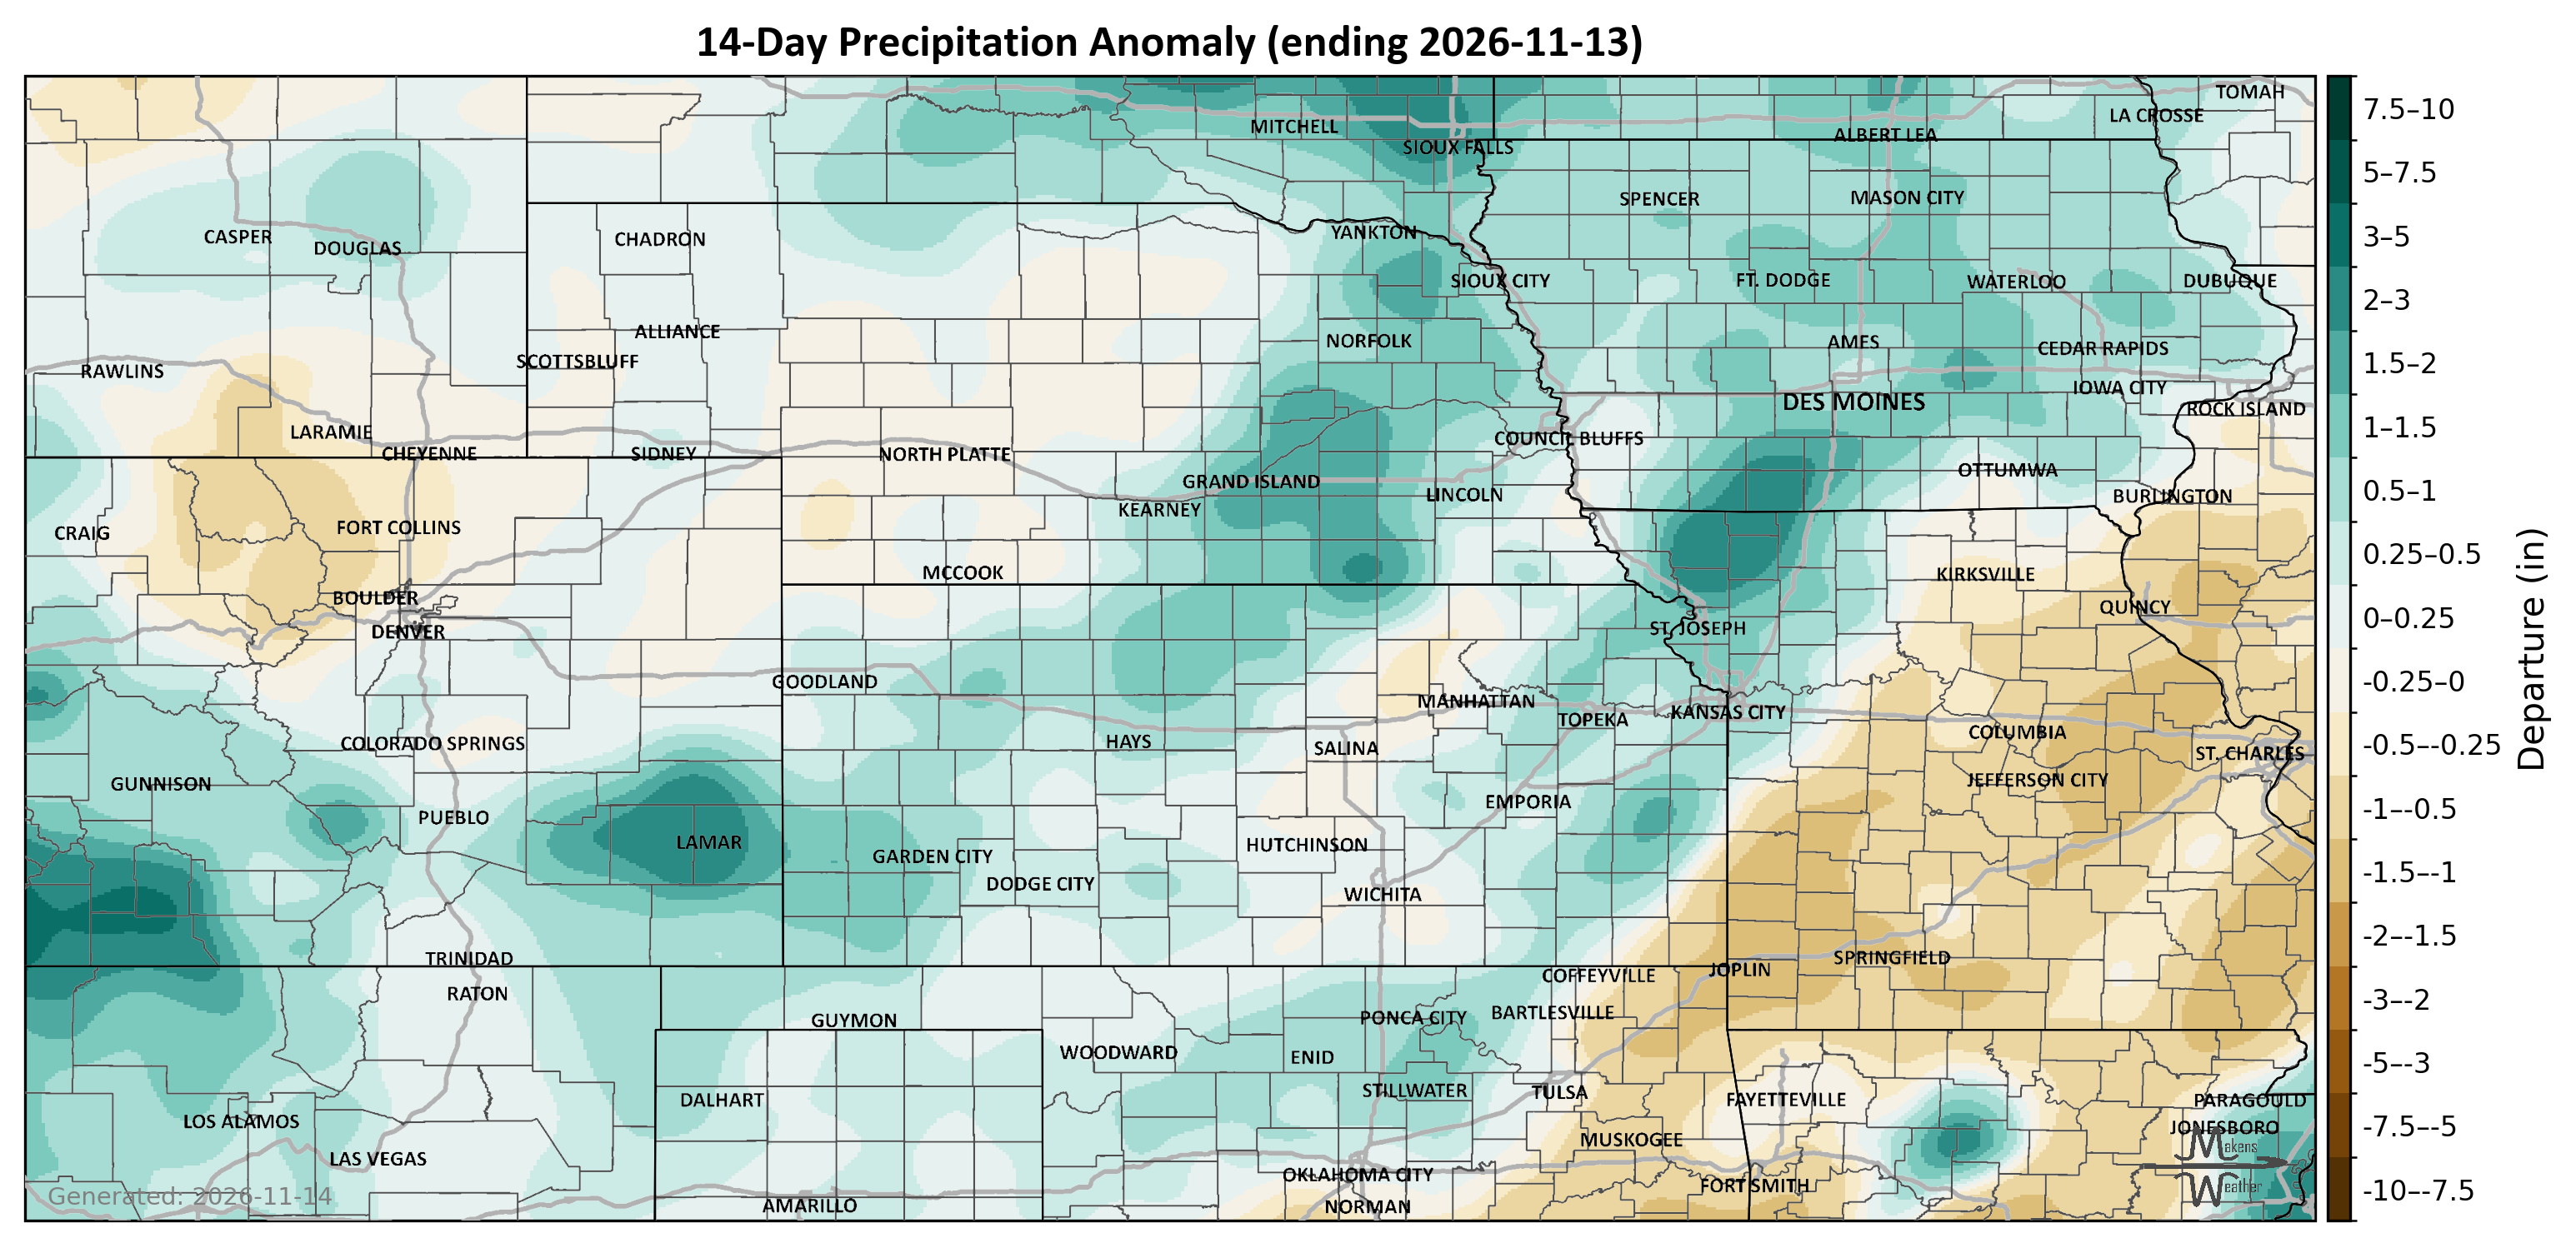 14-Day Precipitation Anomaly (ending 2026-11-13)
TOMAH
LA CROSSE
MITCHELL
ALBERT LEA
SIOUX FALLS
SPENCER
MASON CITY
CASPER
DOUGLAS
CHADRON
YANKTON
SIOUX CITY
FT. DODGE
WATERLOO
DUBUQUE
ALLIANCE
NORFOLK
AMES
CEDAR RAPIDS
SCOTTSBLUFF
RAWLINS
IOWA CITY
DES MOINES
ROCK ISLAND
LARAMIE
COUNCIL BLUFFS
CHEYENNE
SIDNEY
NORTH PLATTE
OTTUMWA
GRAND ISLAND
LINCOLN
BURLINGTON
KEARNEY
CRAIG
FORT COLLINS
MCCOOK
KIRKSVILLE
BOULDER
QUINCY
DENVER
ST. JOSEPH
GOODLAND
MANHATTAN
TOPEKA
KANSAS CITY
COLUMBIA
COLORADO SPRINGS
HAYS
SALINA
ST. CHARLES
GUNNISON
JEFFERSON CITY
EMPORIA
PUEBLO
LAMAR
HUTCHINSON
GARDEN CITY
DODGE CITY
WICHITA
TRINIDAD
SPRINGFIELD
JOPLIN
COFFEYVILLE
RATON
BARTLESVILLE
GUYMON
PONCA CITY
WOODWARD
ENID
STILLWATER
TULSA
DALHART
FAYETTEVILLE
PARAGOULD
LOS ALAMOS
JONESBORO
MUSKOGEE
LAS VEGAS
OKLAHOMA CITY
FORT SMITH
AMARILLO
NORMAN
Generated: 2026-11-14
Makens
Weather
7.5–10
5–7.5
3–5
2–3
1.5–2
1–1.5
0.5–1
0.25–0.5
0–0.25
-0.25–0
-0.5–-0.25
-1–-0.5
-1.5–-1
-2–-1.5
-3–-2
-5–-3
-7.5–-5
-10–-7.5
Departure (in)